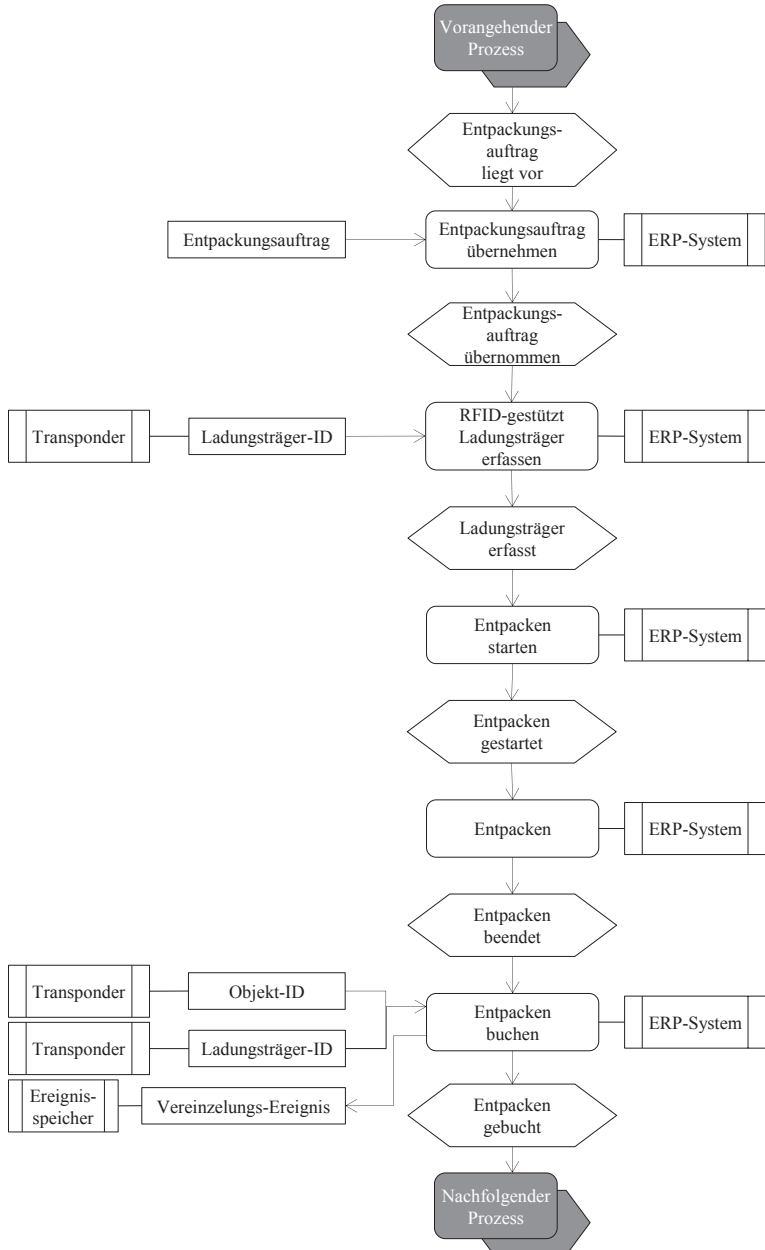 Vorangehender
Prozess
Entpackungs-
auftrag
liegt vor
Entpackungsauftrag
Entpackungsauftrag
übernehmen
ERP-System
Entpackungs-
auftrag
übernommen
Transponder
Ladungsträger-ID
RFID-gestützt
Ladungsträger
erfassen
ERP-System
Ladungsträger
erfasst
Entpacken
starten
ERP-System
Entpacken
gestartet
Entpacken
ERP-System
Entpacken
beendet
Transponder
Objekt-ID
Transponder
Ladungsträger-ID
Entpacken
buchen
ERP-System
Ereignis-
speicher
Vereinzelungs-Ereignis
Entpacken
gebucht
Nachfolgender
Prozess